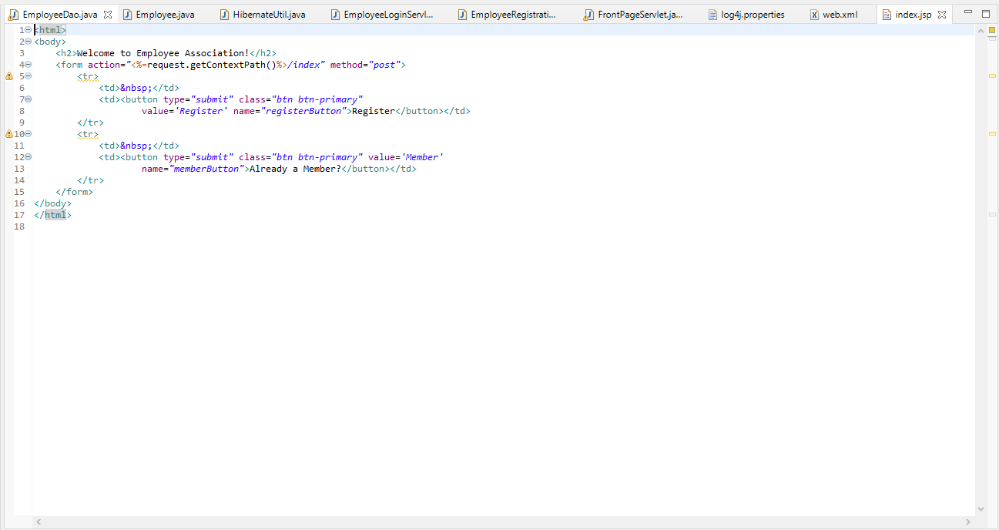 EmployeeDao.java Employee.java HibernateUtil.java EmployeeLoginServl... EmployeeRegistrati... FrontPageServlet.ja... log4j.properties web.xml index.jsp
1 <html>
2 <body>
3 <h2>Welcome to Employee Association!</h2>
4 <form action="<%=request.getContextPath()%>/index" method="post">
5 <tr>
6 <td>&nbsp;</td>
7 <td><button type="submit" class="btn btn-primary"
8 value='Register' name="registerButton">Register</button></td>
9 </tr>
10 <tr>
11 <td>&nbsp;</td>
12 <td><button type="submit" class="btn btn-primary" value='Member'
13 name="memberButton">Already a Member?</button></td>
14 </tr>
15 </form>
16 </body>
17 </html>
18